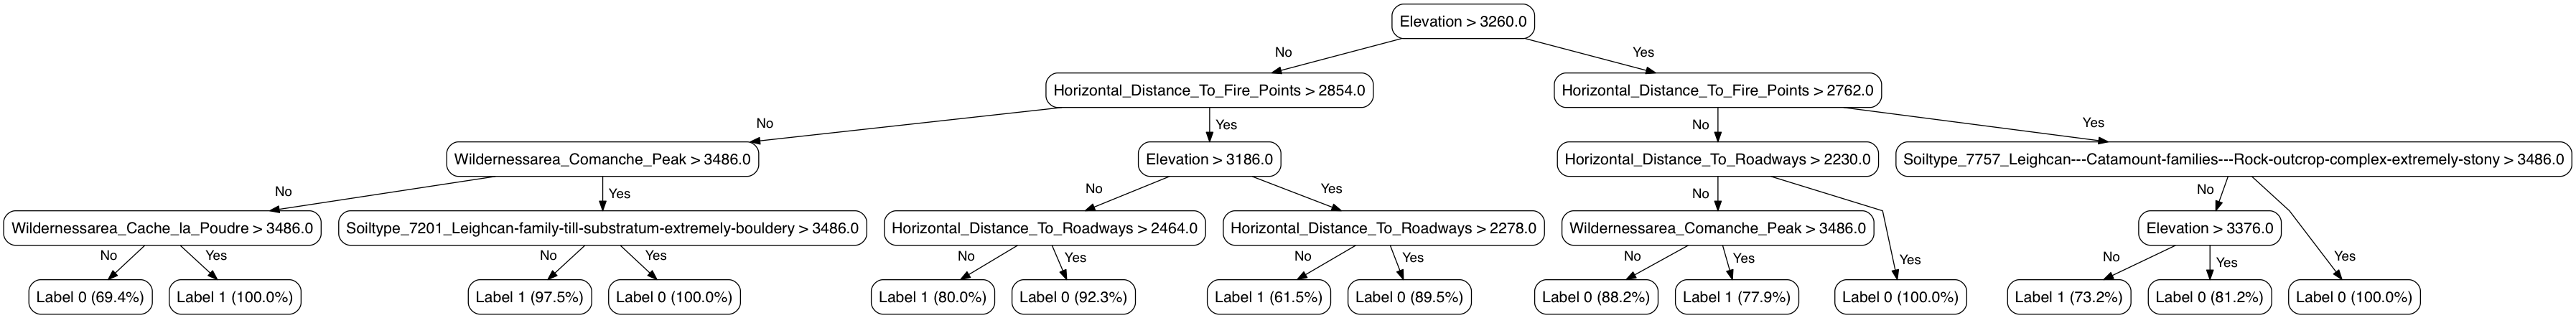 Elevation > 3260.0
No
Yes
Horizontal_Distance_To_Fire_Points > 2854.0
Horizontal_Distance_To_Fire_Points > 2762.0
No
Yes
No
Yes
Wildernessarea_Comanche_Peak > 3486.0
Elevation > 3186.0
Horizontal_Distance_To_Roadways > 2230.0
Soiltype_7757_Leighcan---Catamount-families---Rock-outcrop-complex-extremely-stony > 3486.0
No
Yes
No
Yes
No
No
Wildernessarea_Cache_la_Poudre > 3486.0
Soiltype_7201_Leighcan-family-till-substratum-extremely-bouldery > 3486.0
Horizontal_Distance_To_Roadways > 2464.0
Horizontal_Distance_To_Roadways > 2278.0
Wildernessarea_Comanche_Peak > 3486.0
Elevation > 3376.0
No
Yes
No
Yes
No
Yes
No
Yes
No
Yes
Yes
No
Yes
Yes
Label 0 (69.4%)
Label 1 (100.0%)
Label 1 (97.5%)
Label 0 (100.0%)
Label 1 (80.0%)
Label 0 (92.3%)
Label 1 (61.5%)
Label 0 (89.5%)
Label 0 (88.2%)
Label 1 (77.9%)
Label 0 (100.0%)
Label 1 (73.2%)
Label 0 (81.2%)
Label 0 (100.0%)